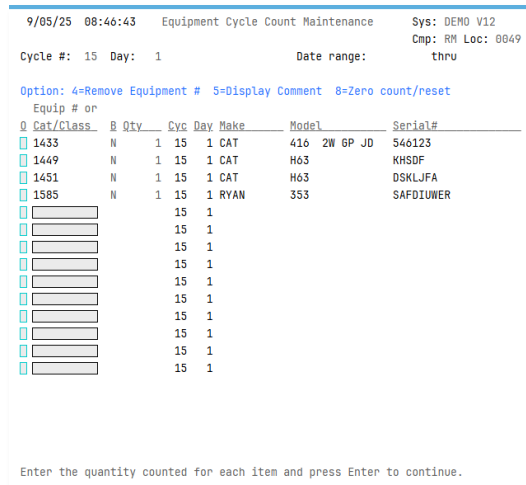 9/05/25 08:46:43 Equipment Cycle Count Maintenance Sys: DEMO V12
Cmp: RM Loc: 0049
Cycle #: 15 Day: 1 Date range: thru
Option: 4=Remove Equipment # 5=Display Comment 8=Zero count/reset
Equip # or
O Cat/Class B Qty Cyc Day Make Model Serial#
1433 N 1 15 1 CAT 416 2W GP JD 546123
1449 N 1 15 1 CAT H63 KHSDF
1451 N 1 15 1 CAT H63 DSKLJFA
1585 N 1 15 1 RYAN 353 SAFDIUWER
15 1
15 1
15 1
15 1
15 1
15 1
15 1
15 1
15 1
15 1
Enter the quantity counted for each item and press Enter to continue.